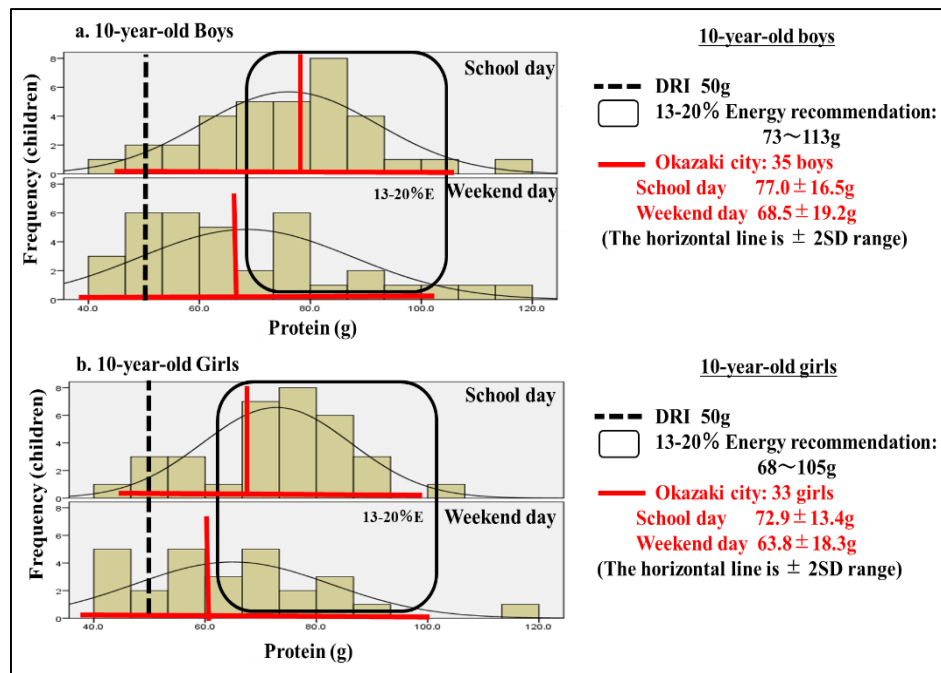 a. 10-year-old Boys
School day
8
6
4
2
0
Weekend day
13-20%E
8
6
4
2
0
Frequency (children)
40.0 60.0 80.0 100.0 120.0
Protein (g)
10-year-old boys
DRI 50g
13-20% Energy recommendation:
73～113g
Okazaki city: 35 boys
School day 77.0±16.5g
Weekend day 68.5±19.2g
(The horizontal line is ± 2SD range)
b. 10-year-old Girls
School day
8
6
4
2
0
13-20%E
Weekend day
8
6
4
2
0
Frequency (children)
40.0 60.0 80.0 100.0 120.0
Protein (g)
10-year-old girls
DRI 50g
13-20% Energy recommendation:
68～105g
Okazaki city: 33 girls
School day 72.9±13.4g
Weekend day 63.8±18.3g
(The horizontal line is ± 2SD range)